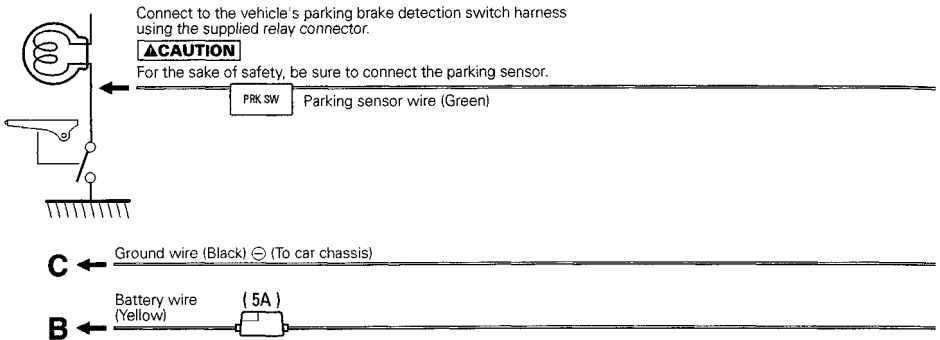 Connect to the vehicle's parking brake detection switch harness
using the supplied relay connector.
⚠CAUTION
For the sake of safety, be sure to connect the parking sensor.
PRK SW
Parking sensor wire (Green)
C
Ground wire (Black) ⊖ (To car chassis)
Battery wire
(Yellow)
( 5A )
B